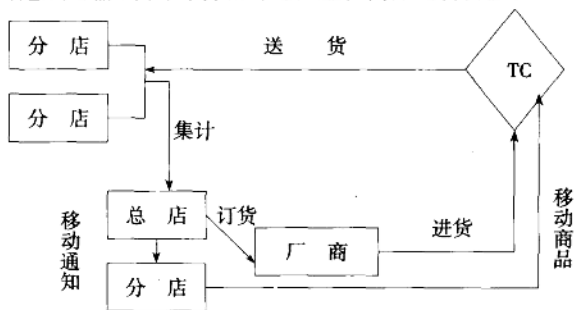 分 店
送 货
TC
分 店
集计
总 店
订货
移动通知
厂 商
进货
移动商品
分 店